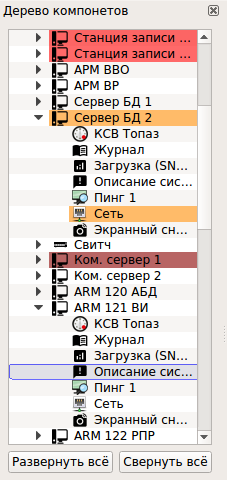 Дерево компонетов
Станция записи ...
Станция записи ...
АРМ ВВО
АРМ ВР
Сервер БД 1
Сервер БД 2
КСВ Топаз
Журнал
Загрузка (SN...
Описание сис...
Пинг 1
Сеть
Экранный сн...
Свитч
Ком. сервер 1
Ком. сервер 2
ARM 120 АБД
ARM 121 ВИ
КСВ Топаз
Журнал
Загрузка (SN...
Описание сис...
Пинг 1
Сеть
Экранный сн...
ARM 122 РПР
Развернуть всё Свернуть всё